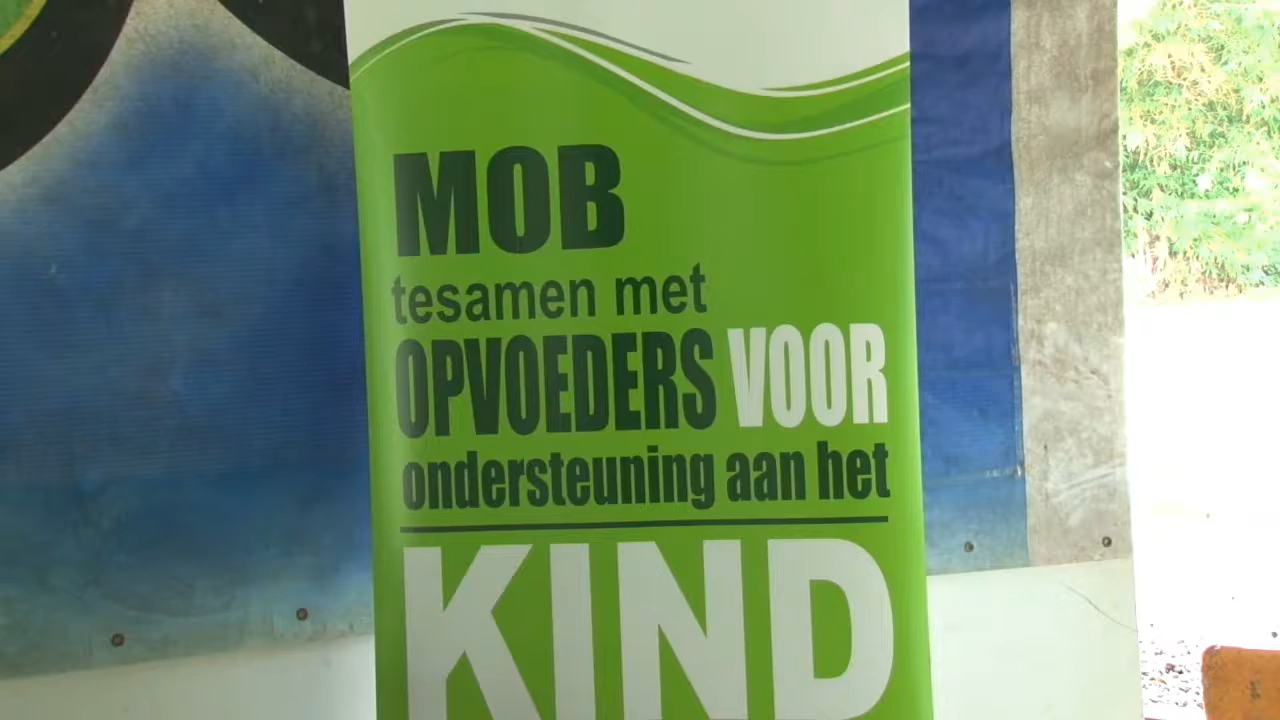 MOB
tesamen met
OPVOEDERS VOOR
ondersteuning aan het
KIND